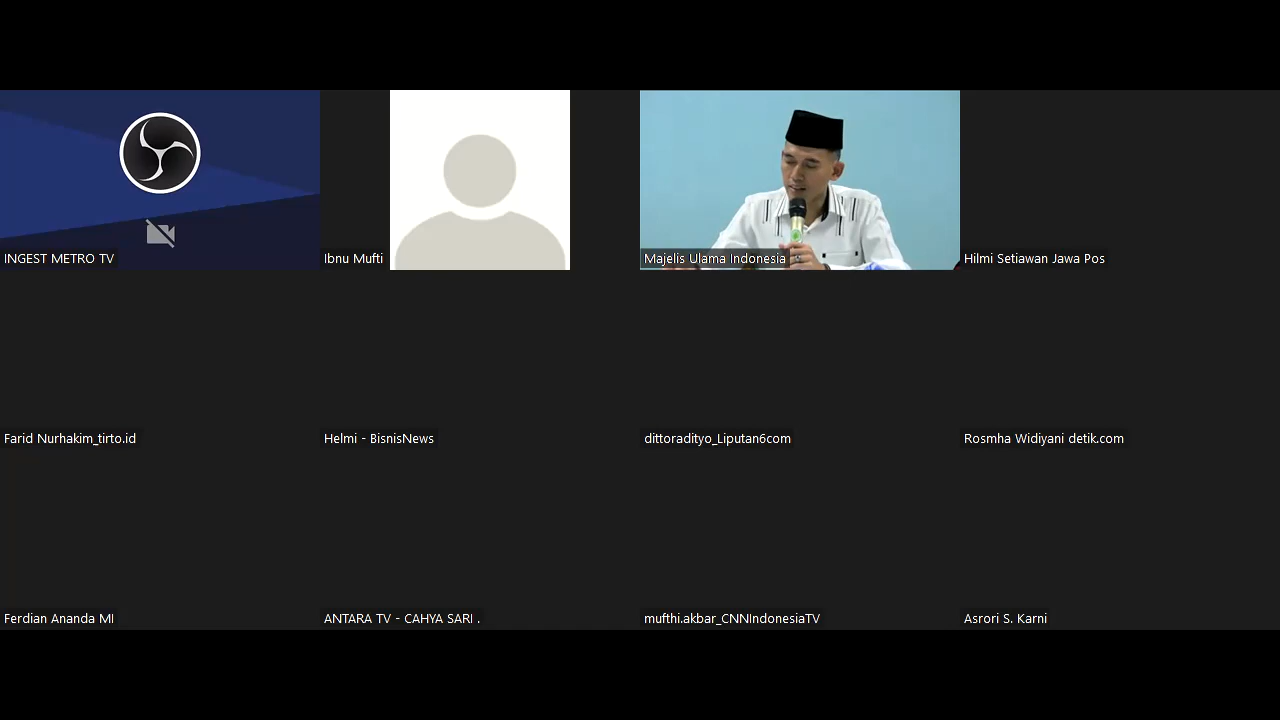 INGEST METRO TV
Ibnu Mufti
Majelis Ulama Indonesia
Hilmi Setiawan Jawa Pos
Farid Nurhakim_tirto.id
Helmi - BisnisNews
dittoradityo_Liputan6com
Rosmha Widiyani detik.com
Ferdian Ananda MI
ANTARA TV - CAHYA SARI .
mufthi.akbar_CNNIndonesiaTV
Asrori S. Karni